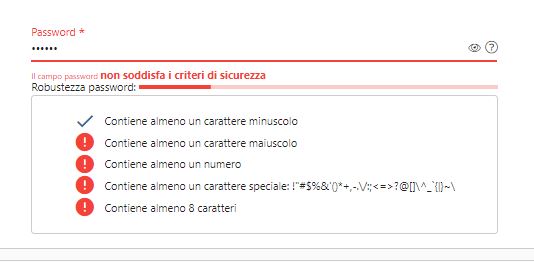 Password *
••••••
Il campo password non soddisfa i criteri di sicurezza
Robustezza password:
Contiene almeno un carattere minuscolo
Contiene almeno un carattere maiuscolo
Contiene almeno un numero
Contiene almeno un carattere speciale: !"#$%&'()*+,-.\/:;<=>?@[]\^_`{|}~\
Contiene almeno 8 caratteri